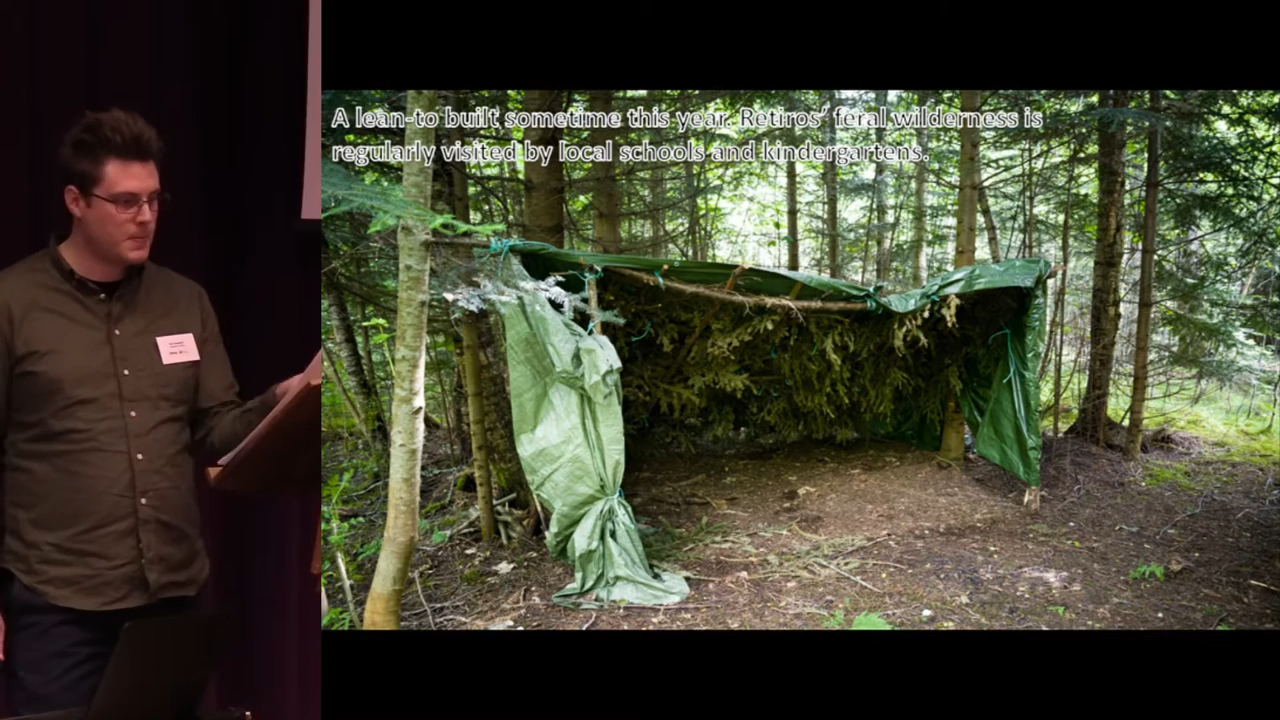 A lean-to built sometime this year. Retiros’ feral wilderness is
regularly visited by local schools and kindergartens.